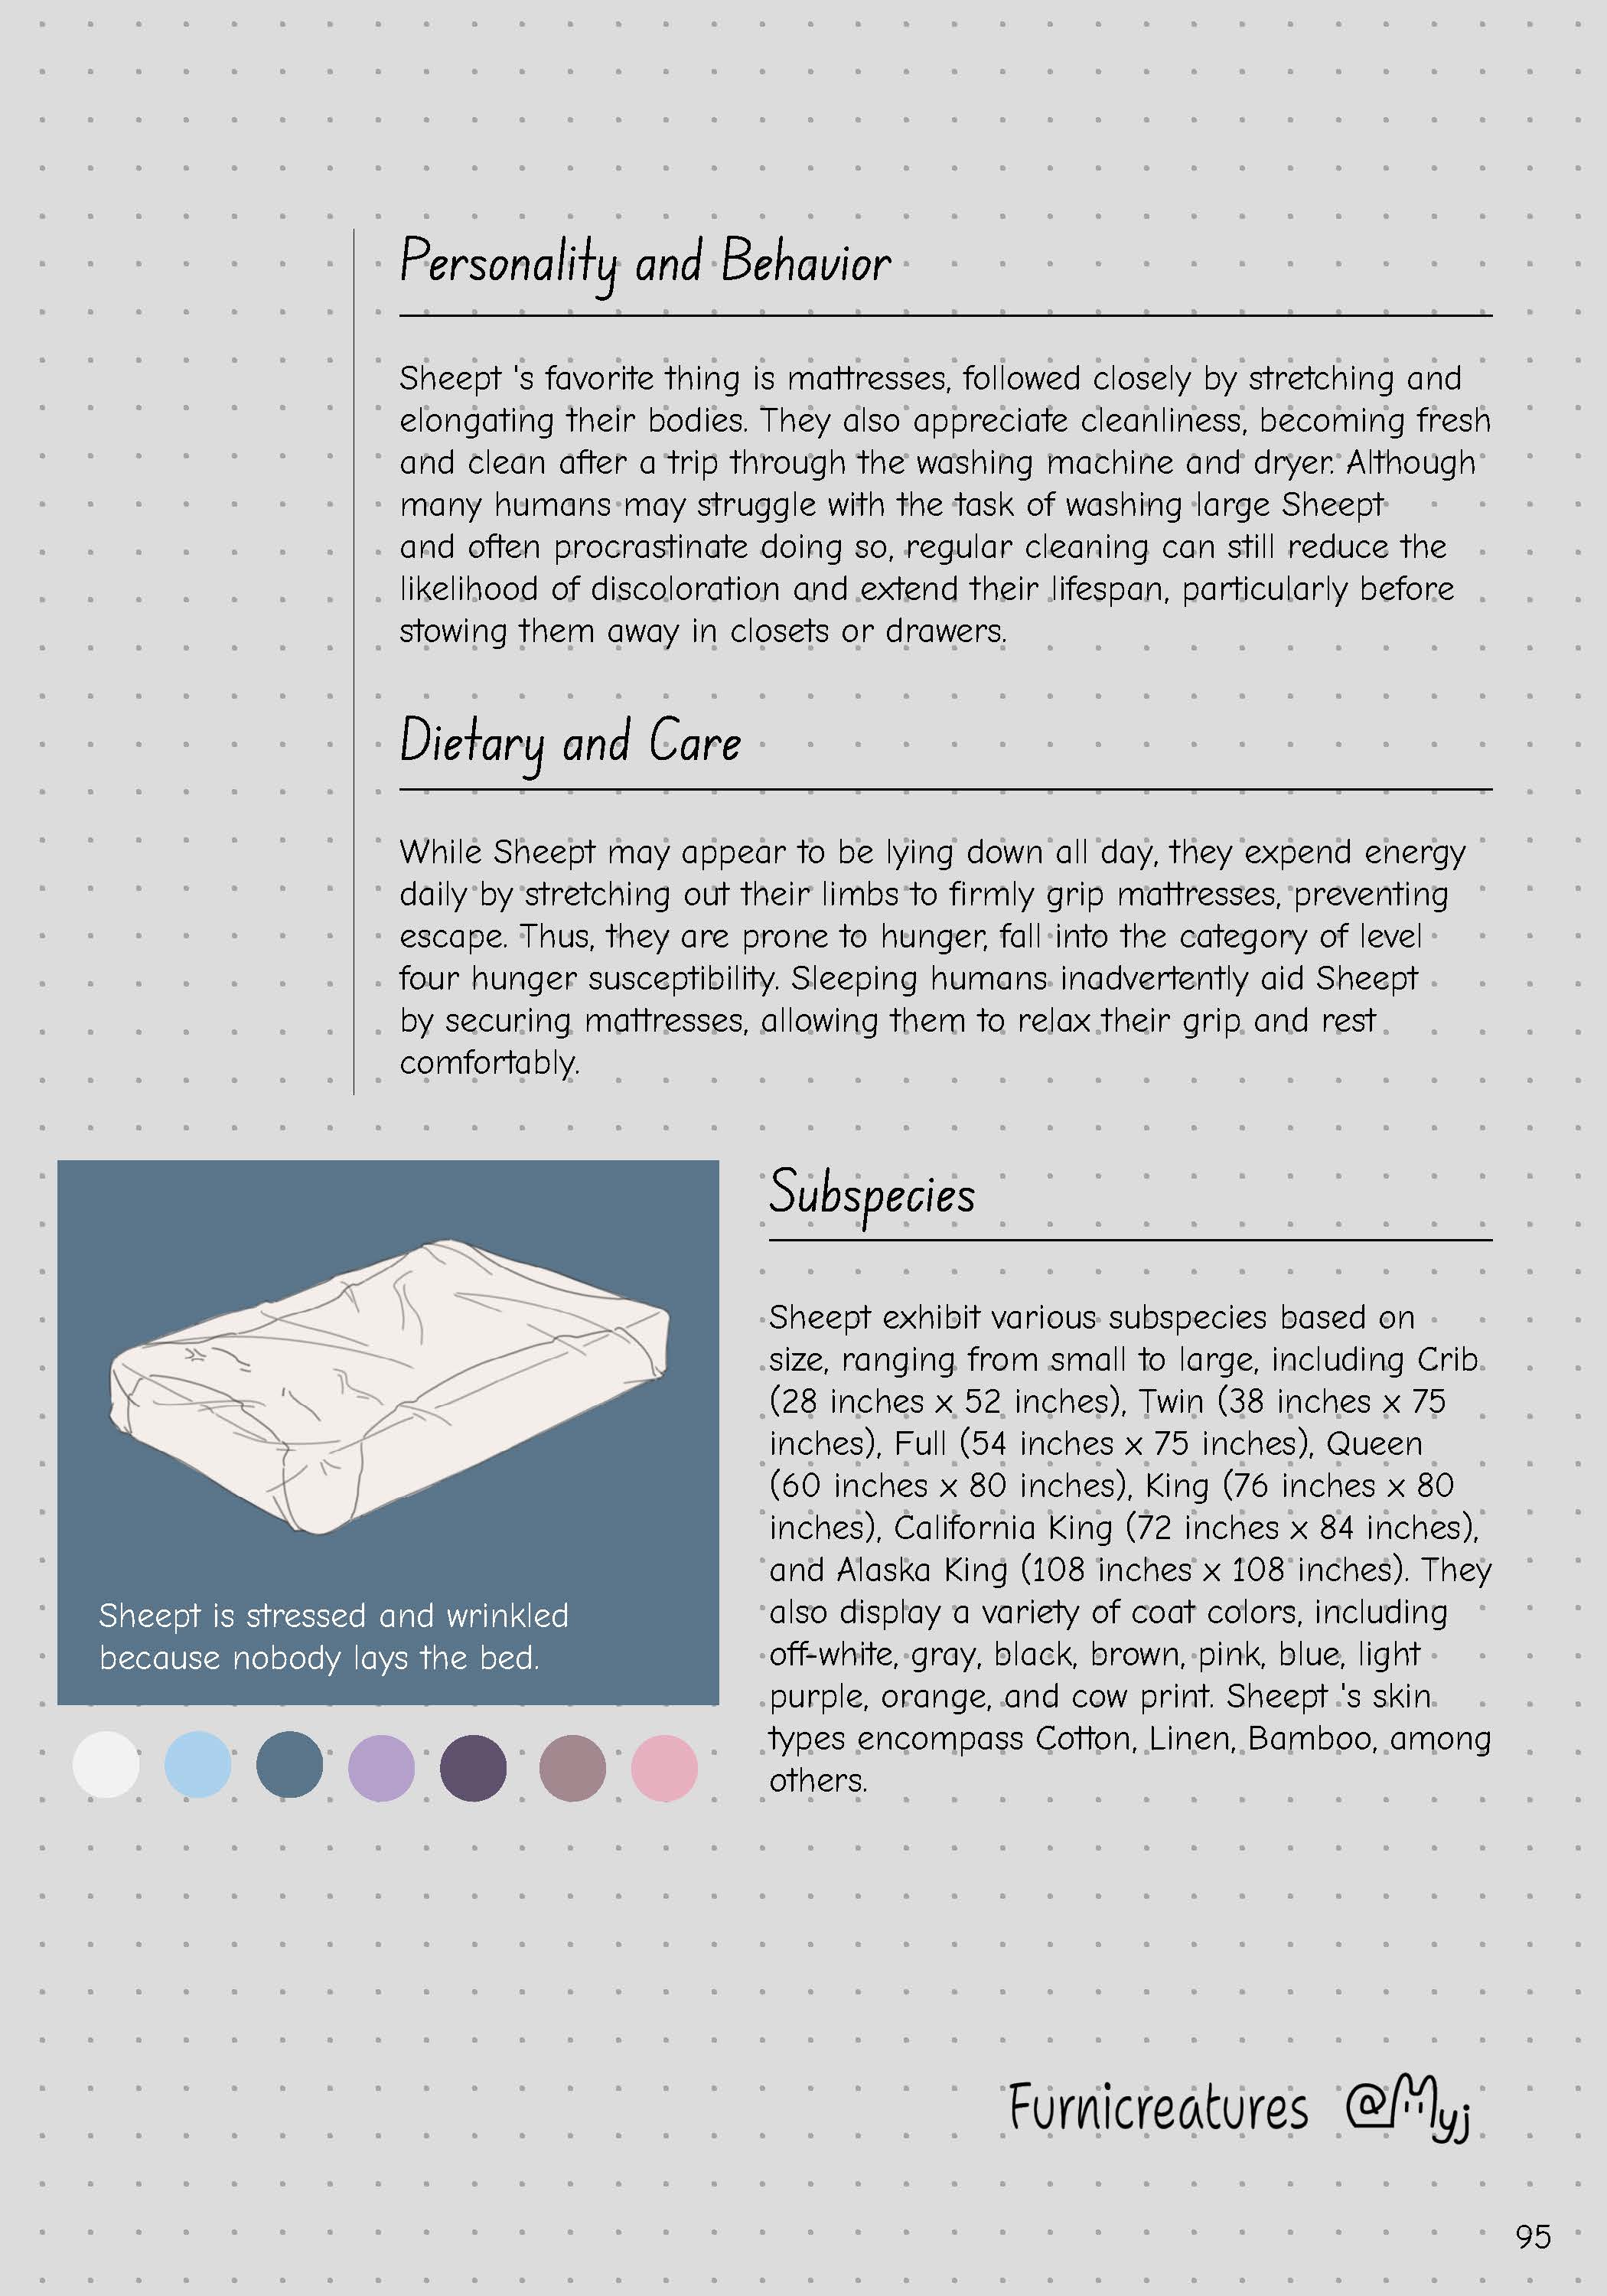 Personality and Behavior
Sheept 's favorite thing is mattresses, followed closely by stretching and
elongating their bodies. They also appreciate cleanliness, becoming fresh
and clean after a trip through the washing machine and dryer. Although
many humans may struggle with the task of washing large Sheept
and often procrastinate doing so, regular cleaning can still reduce the
likelihood of discoloration and extend their lifespan, particularly before
stowing them away in closets or drawers.
Dietary and Care
While Sheept may appear to be lying down all day, they expend energy
daily by stretching out their limbs to firmly grip mattresses, preventing
escape. Thus, they are prone to hunger, fall into the category of level
four hunger susceptibility. Sleeping humans inadvertently aid Sheept
by securing mattresses, allowing them to relax their grip and rest
comfortably.
Sheept is stressed and wrinkled
because nobody lays the bed.
Subspecies
Sheept exhibit various subspecies based on
size, ranging from small to large, including Crib
(28 inches x 52 inches), Twin (38 inches x 75
inches), Full (54 inches x 75 inches), Queen
(60 inches x 80 inches), King (76 inches x 80
inches), California King (72 inches x 84 inches),
and Alaska King (108 inches x 108 inches). They
also display a variety of coat colors, including
off-white, gray, black, brown, pink, blue, light
purple, orange, and cow print. Sheept 's skin
types encompass Cotton, Linen, Bamboo, among
others.
Furnicreatures @Myj
95